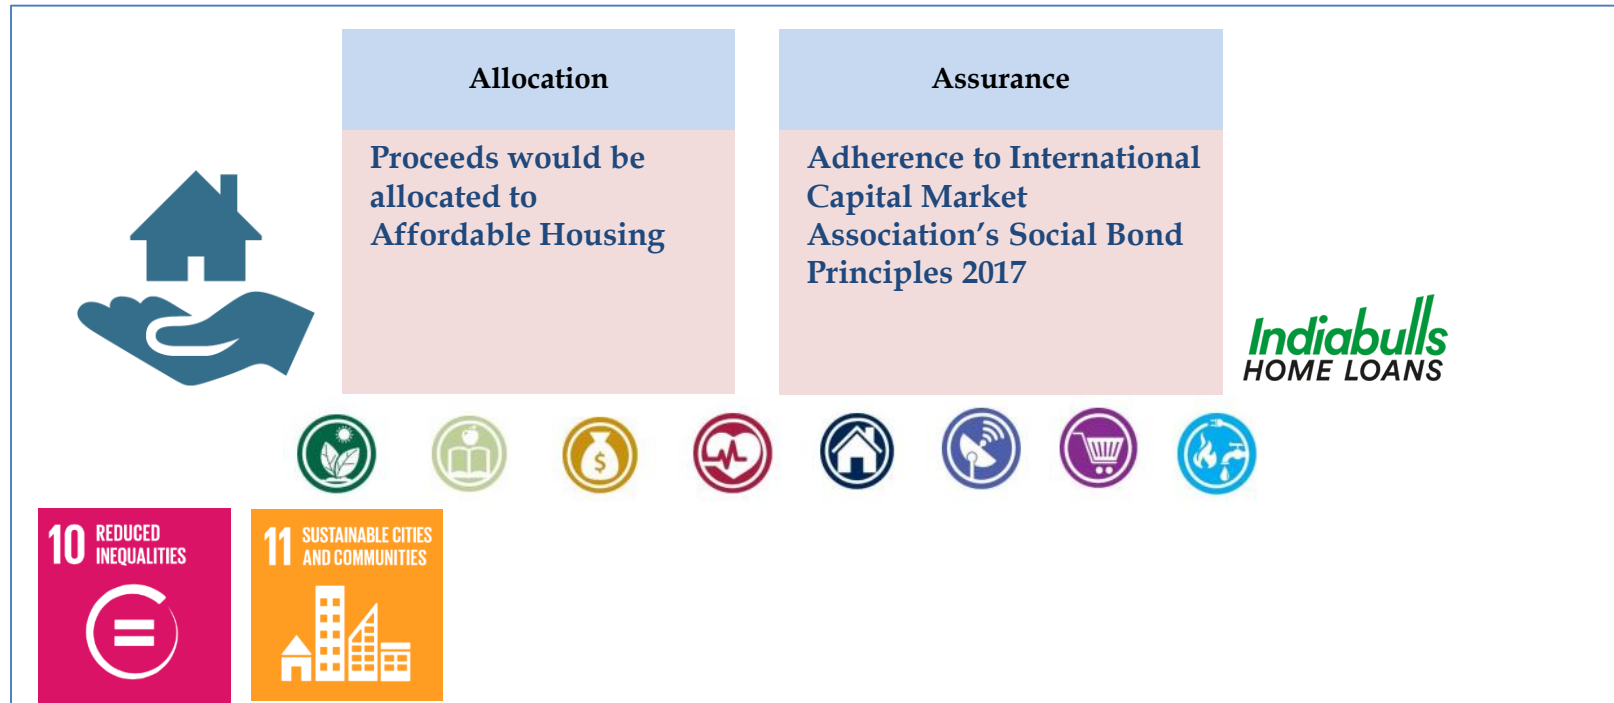 Allocation
Proceeds would be
allocated to
Affordable Housing
Assurance
Adherence to International
Capital Market
Association’s Social Bond
Principles 2017
Indiabulls
HOME LOANS
$
10 REDUCED
INEQUALITIES
11 SUSTAINABLE CITIES
AND COMMUNITIES